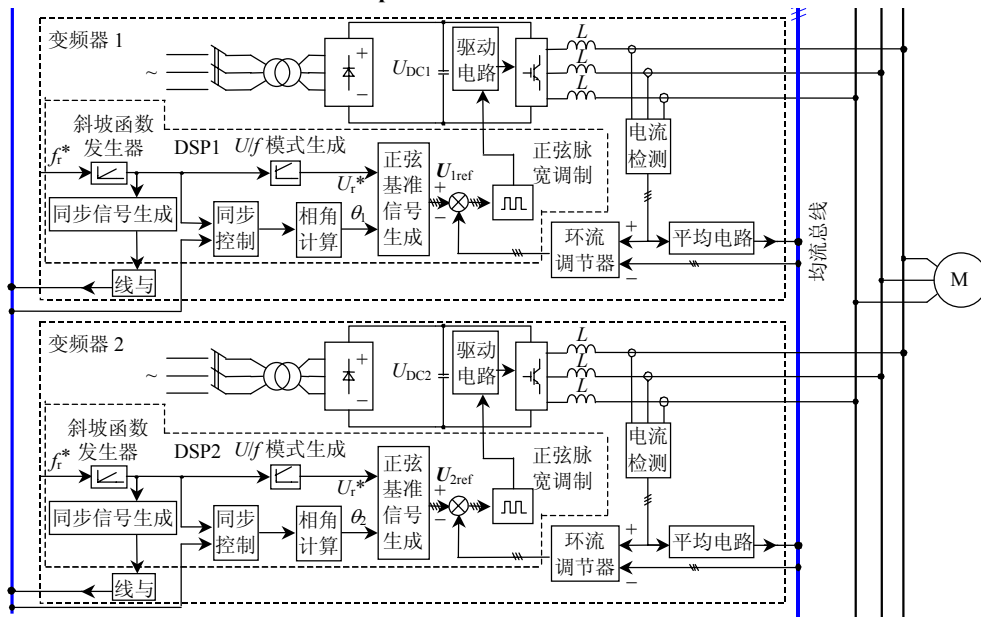 变频器 1
~
+
−
U_DC1
驱动
电路
L
L
L
电流
检测
斜坡函数
发生器
f_r*
DSP1
U/f 模式生成
U_r*
同步信号生成
同步
控制
相角
计算
θ_1
正弦
基准
信号
生成
U_1ref
+
−
正弦脉
宽调制
环流
调节器
+
−
平均电路
线与
均流总线
M
变频器 2
~
+
−
U_DC2
驱动
电路
L
L
L
电流
检测
斜坡函数
发生器
f_r*
DSP2
U/f 模式生成
U_r*
同步信号生成
同步
控制
相角
计算
θ_2
正弦
基准
信号
生成
U_2ref
+
−
正弦脉
宽调制
环流
调节器
+
−
平均电路
线与